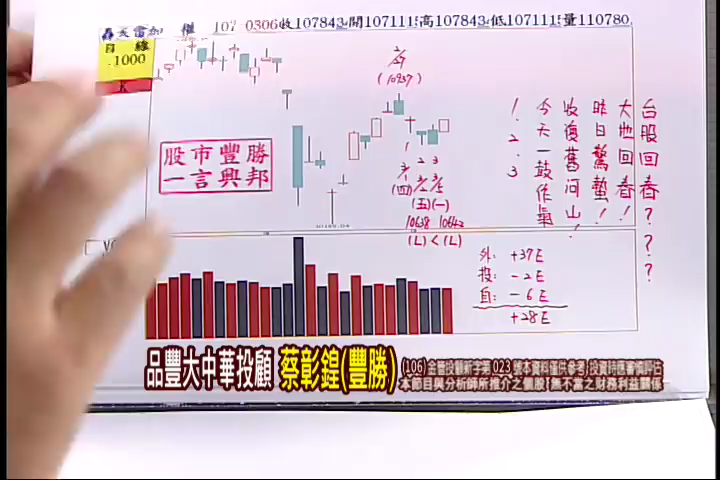 107-0306收107843開107111高107843低107111量110780
日線
.1000
K
2/27
(10937)
股市豐勝
一言興邦
1 2 3
(四)
(五)(一)
10638 10642
(L) < (L)
台股回春???
大地回春!
昨日驚蟄!
收復舊河山!
今天一鼓作氣
1. 2. 3
外: +37E
投: -2E
自: -6E
+28E
品豐大中華投顧 蔡彰鍠(豐勝)
(106)金管投顧新字第023號本資料僅供參考,投資時應審慎評估
本節目與分析師所推介之個股,無不當之財務利益關係